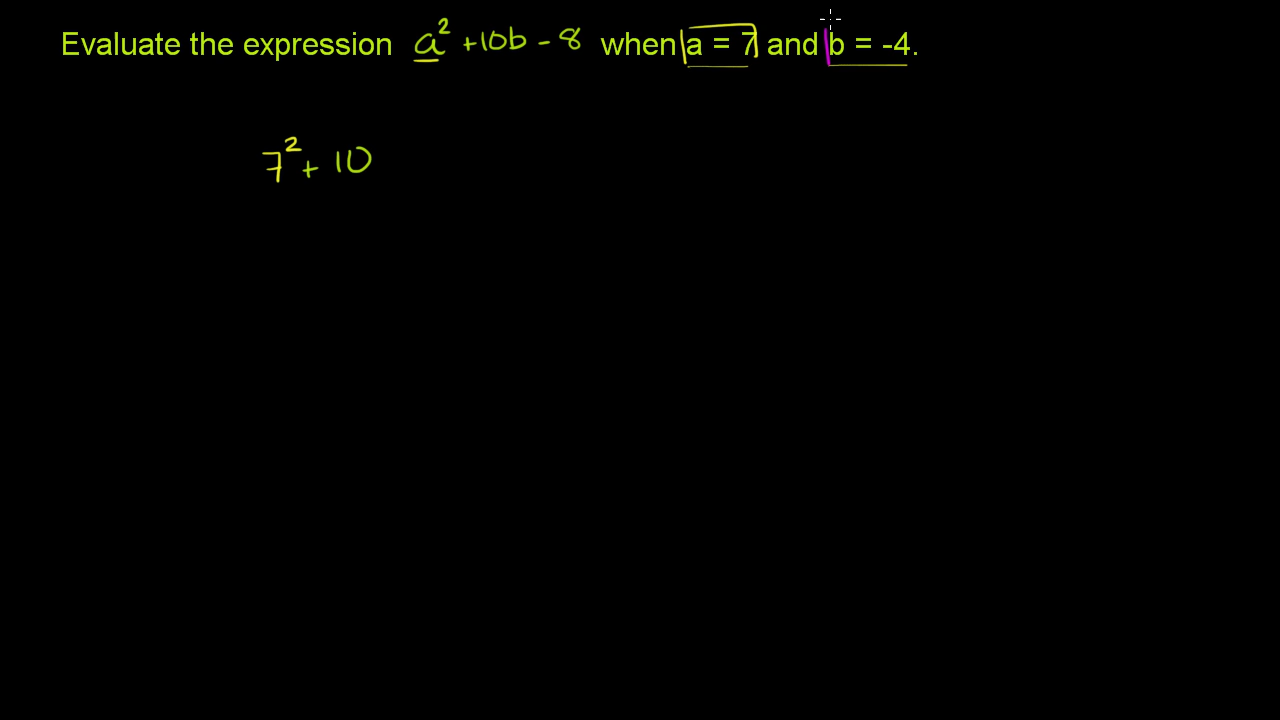 Evaluate the expression a² + 10b - 8 when a = 7 and b = -4.
7² + 10